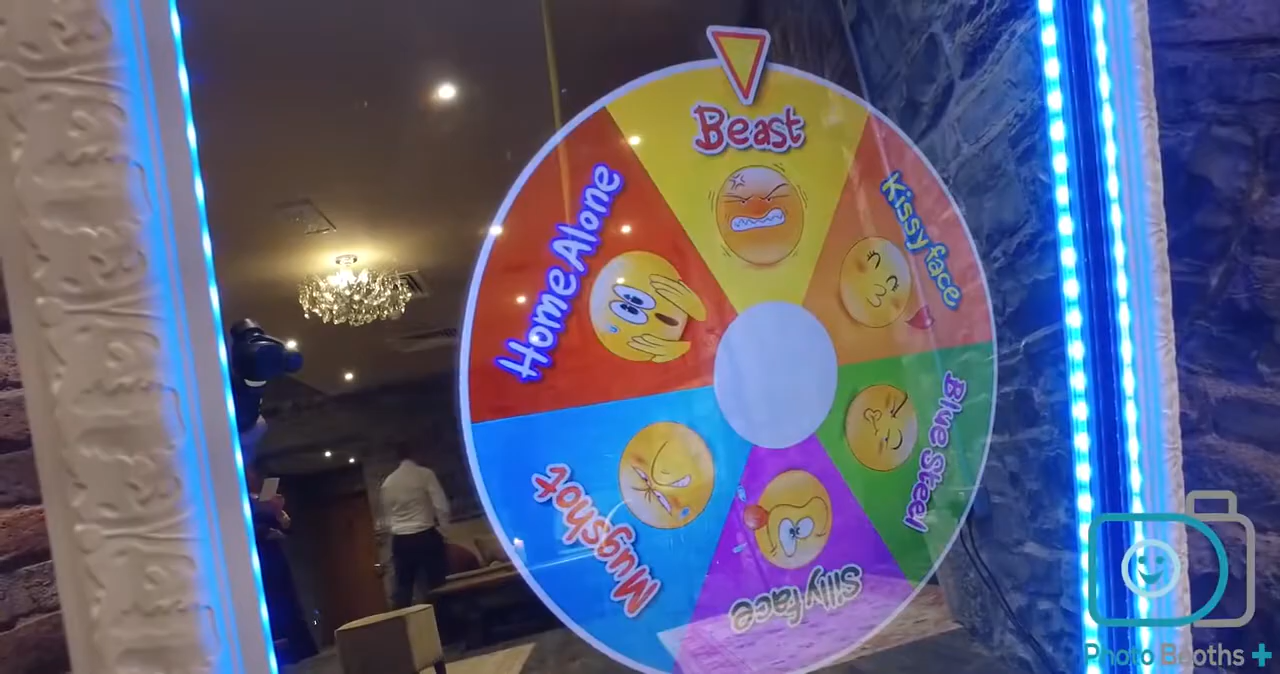 Beast
Kissy face
Blue Steel
Silly face
Mugshot
Home Alone
Photo Booths +